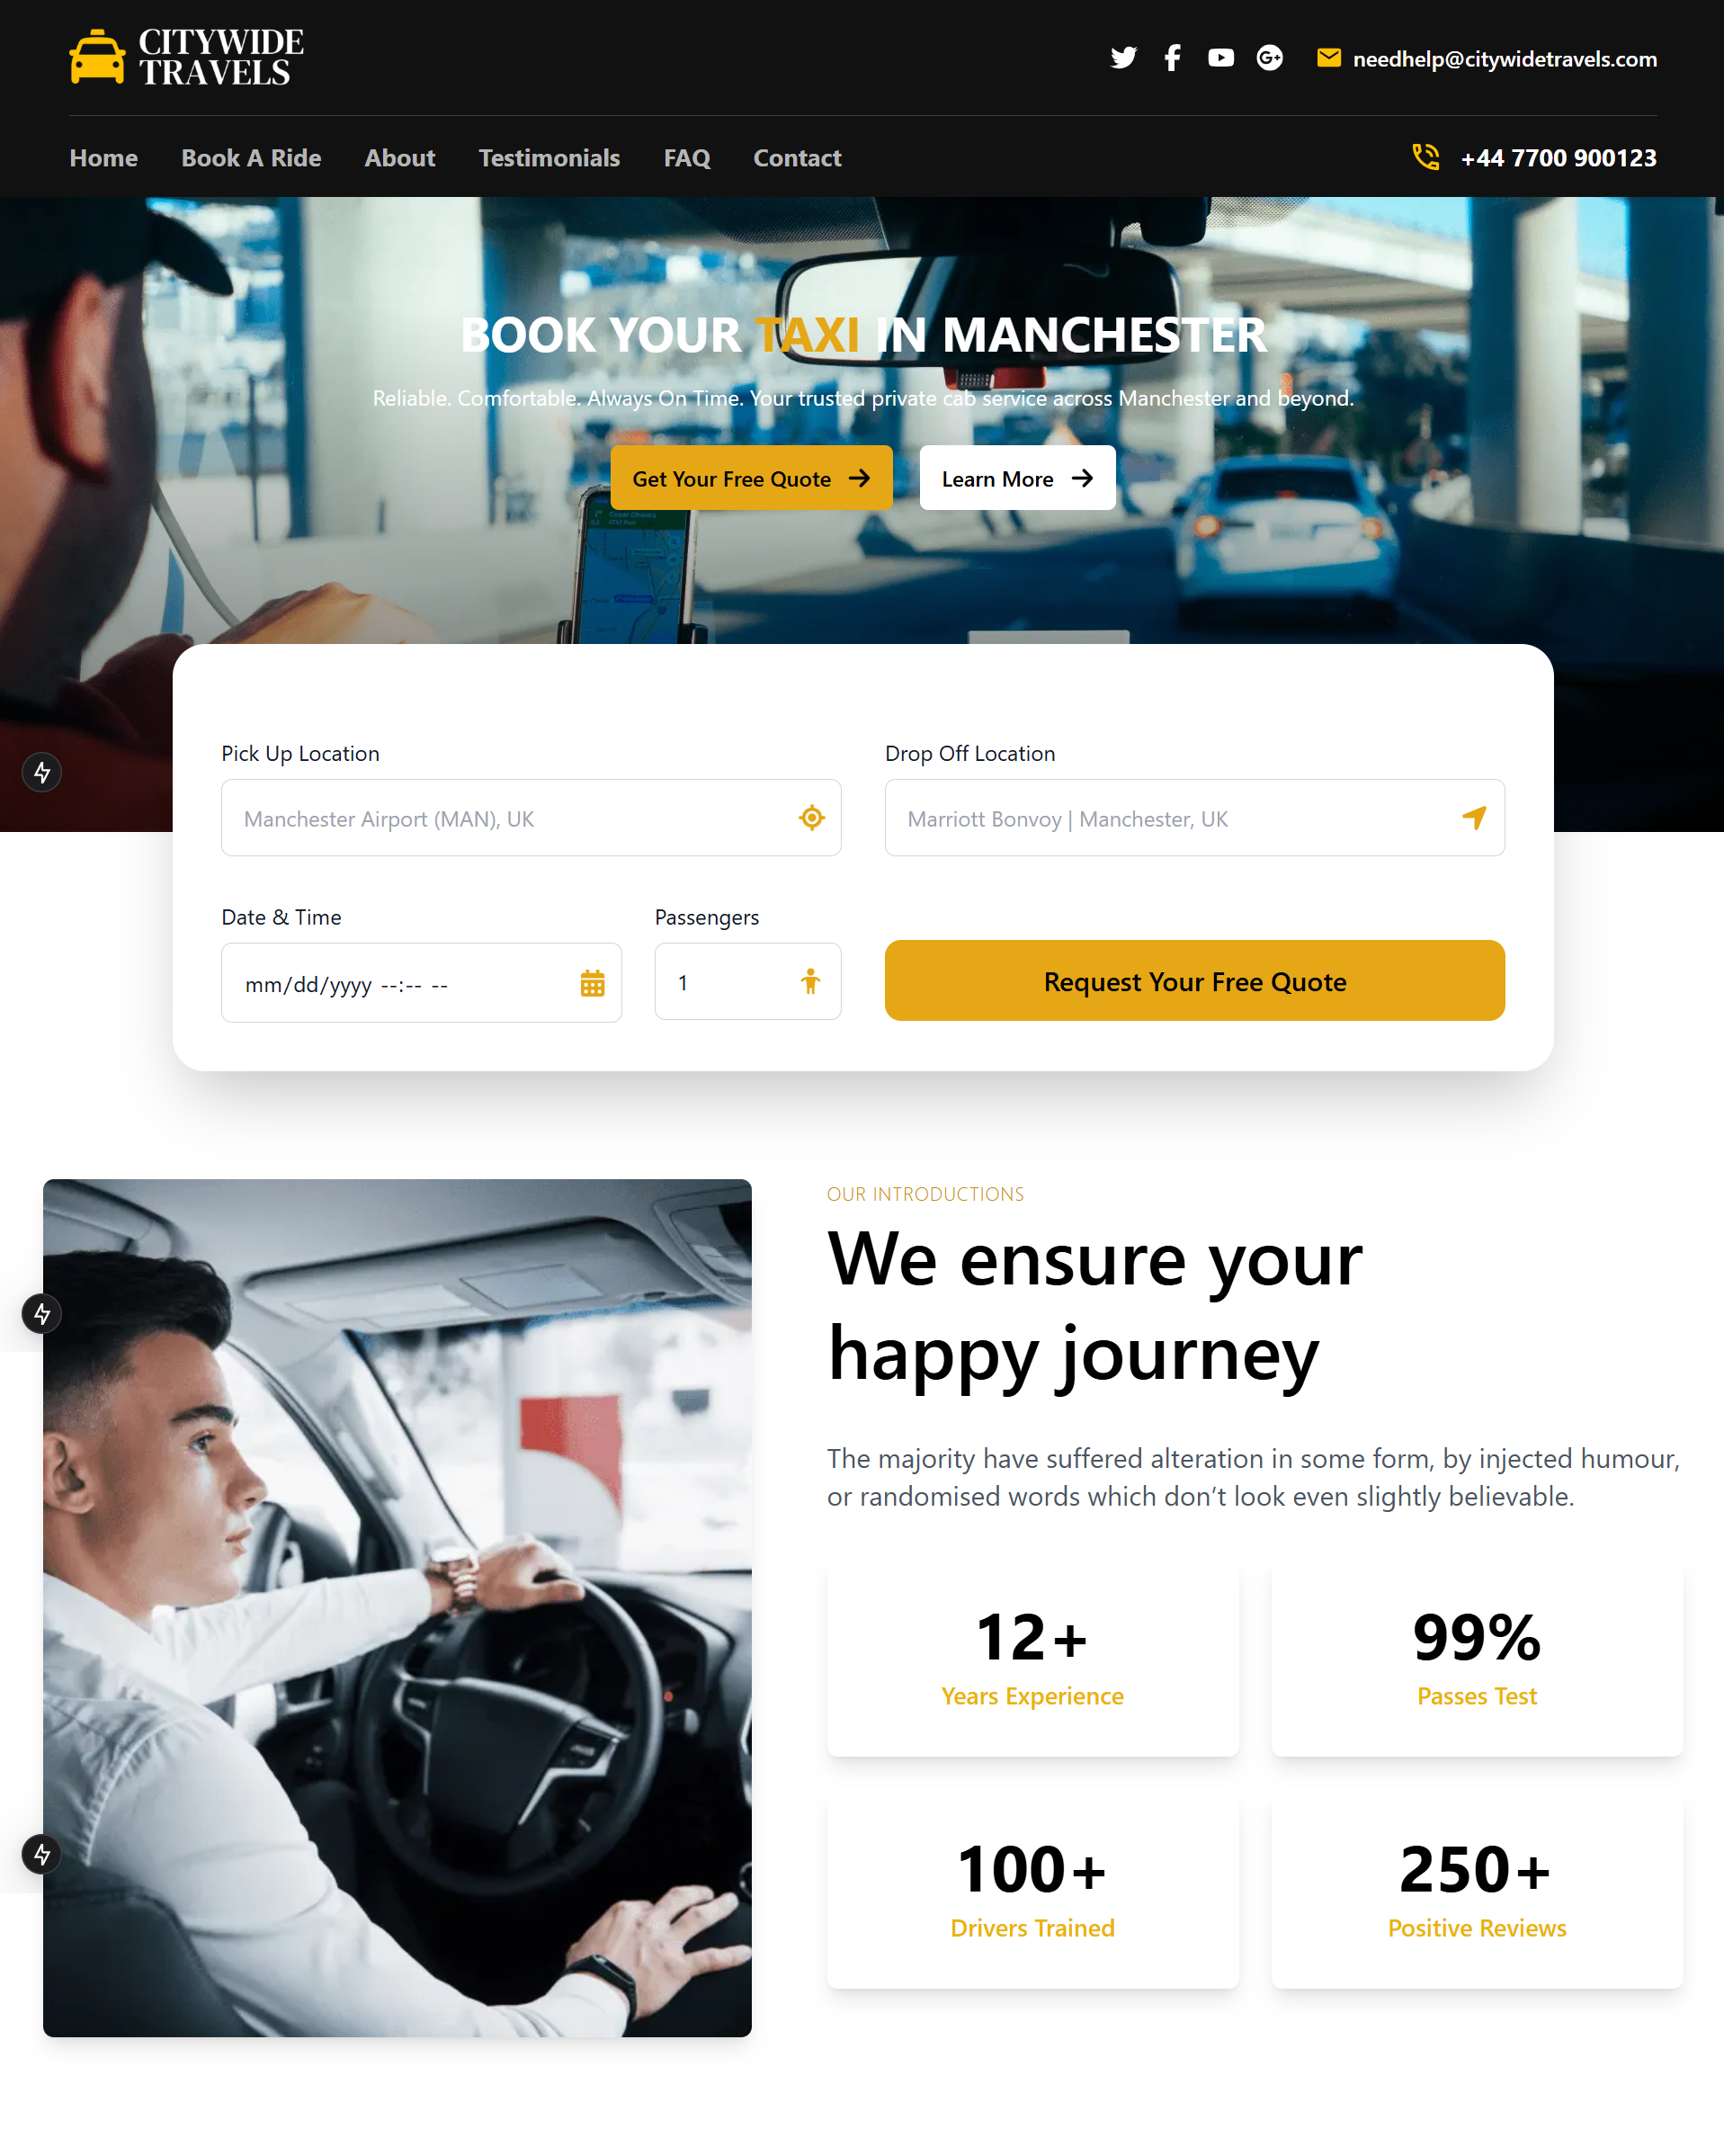 CITYWIDE
TRAVELS
needhelp@citywidetravels.com
Home
Book A Ride
About
Testimonials
FAQ
Contact
+44 7700 900123
BOOK YOUR TAXI IN MANCHESTER
Reliable. Comfortable. Always On Time. Your trusted private cab service across Manchester and beyond.
Get Your Free Quote
Learn More
Pick Up Location
Drop Off Location
Manchester Airport (MAN), UK
Marriott Bonvoy | Manchester, UK
Date & Time
Passengers
mm/dd/yyyy --:-- --
1
Request Your Free Quote
OUR INTRODUCTIONS
We ensure your
happy journey
The majority have suffered alteration in some form, by injected humour,
or randomised words which don’t look even slightly believable.
12+
Years Experience
99%
Passes Test
100+
Drivers Trained
250+
Positive Reviews